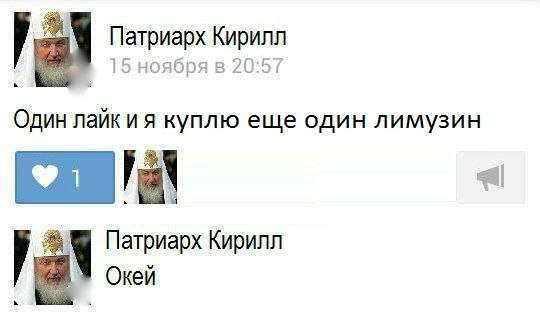 Патриарх Кирилл
15 ноября в 20:57
Один лайк и я куплю еще один лимузин
1
Патриарх Кирилл
Окей